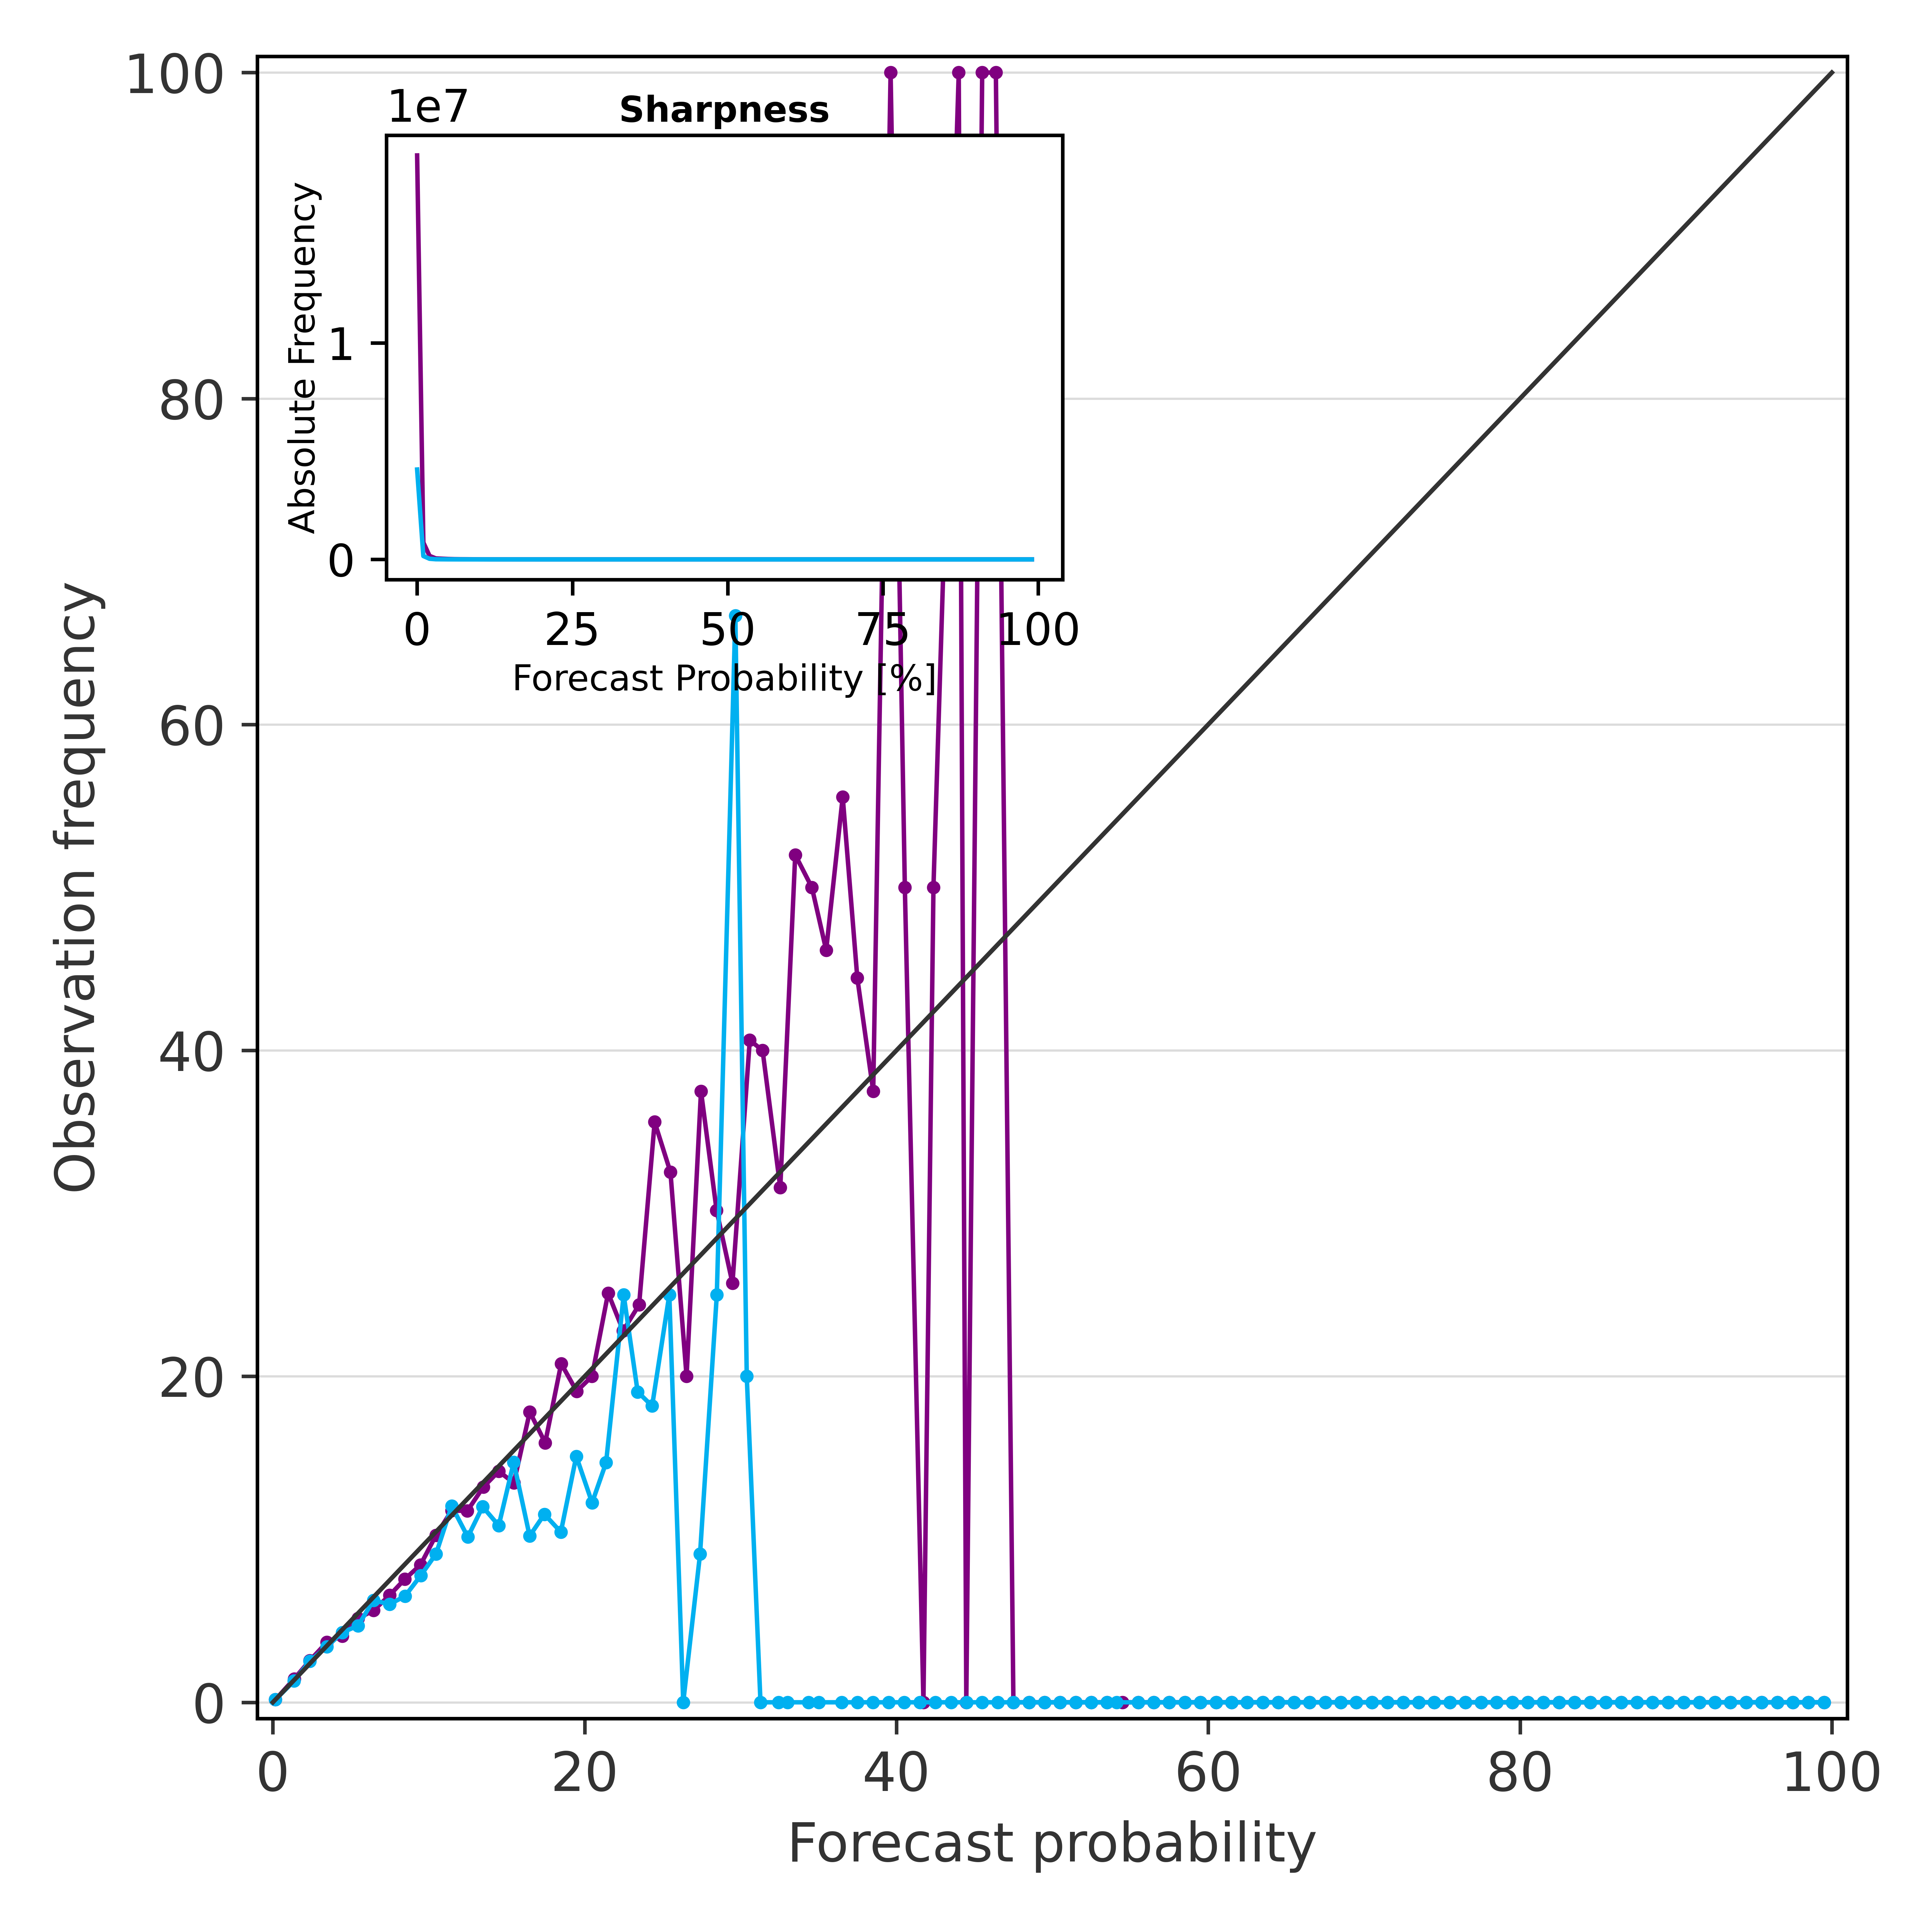 1e7
Sharpness
Absolute Frequency
1
0
0 25 50 75 100
Forecast Probability [%]
Observation frequency
100
80
60
40
20
0
0 20 40 60 80 100
Forecast probability